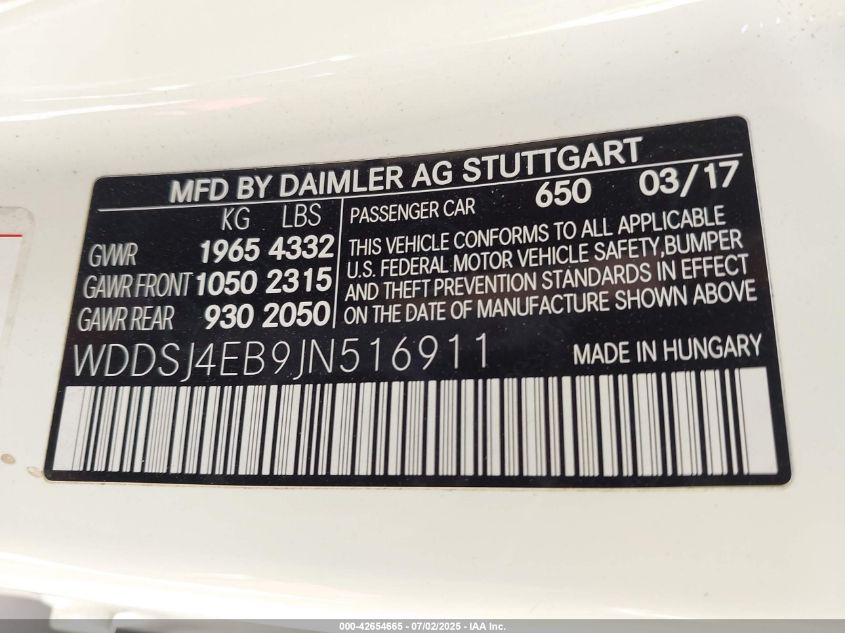 MFD BY DAIMLER AG STUTTGART
KG LBS
GVWR 1965 4332
GAWR FRONT 1050 2315
GAWR REAR 930 2050
PASSENGER CAR 650 03/17
THIS VEHICLE CONFORMS TO ALL APPLICABLE
U.S. FEDERAL MOTOR VEHICLE SAFETY,BUMPER
AND THEFT PREVENTION STANDARDS IN EFFECT
ON THE DATE OF MANUFACTURE SHOWN ABOVE
WDDSJ4EB9JN516911
MADE IN HUNGARY
000-42654665 - 07/02/2025 - IAA Inc.